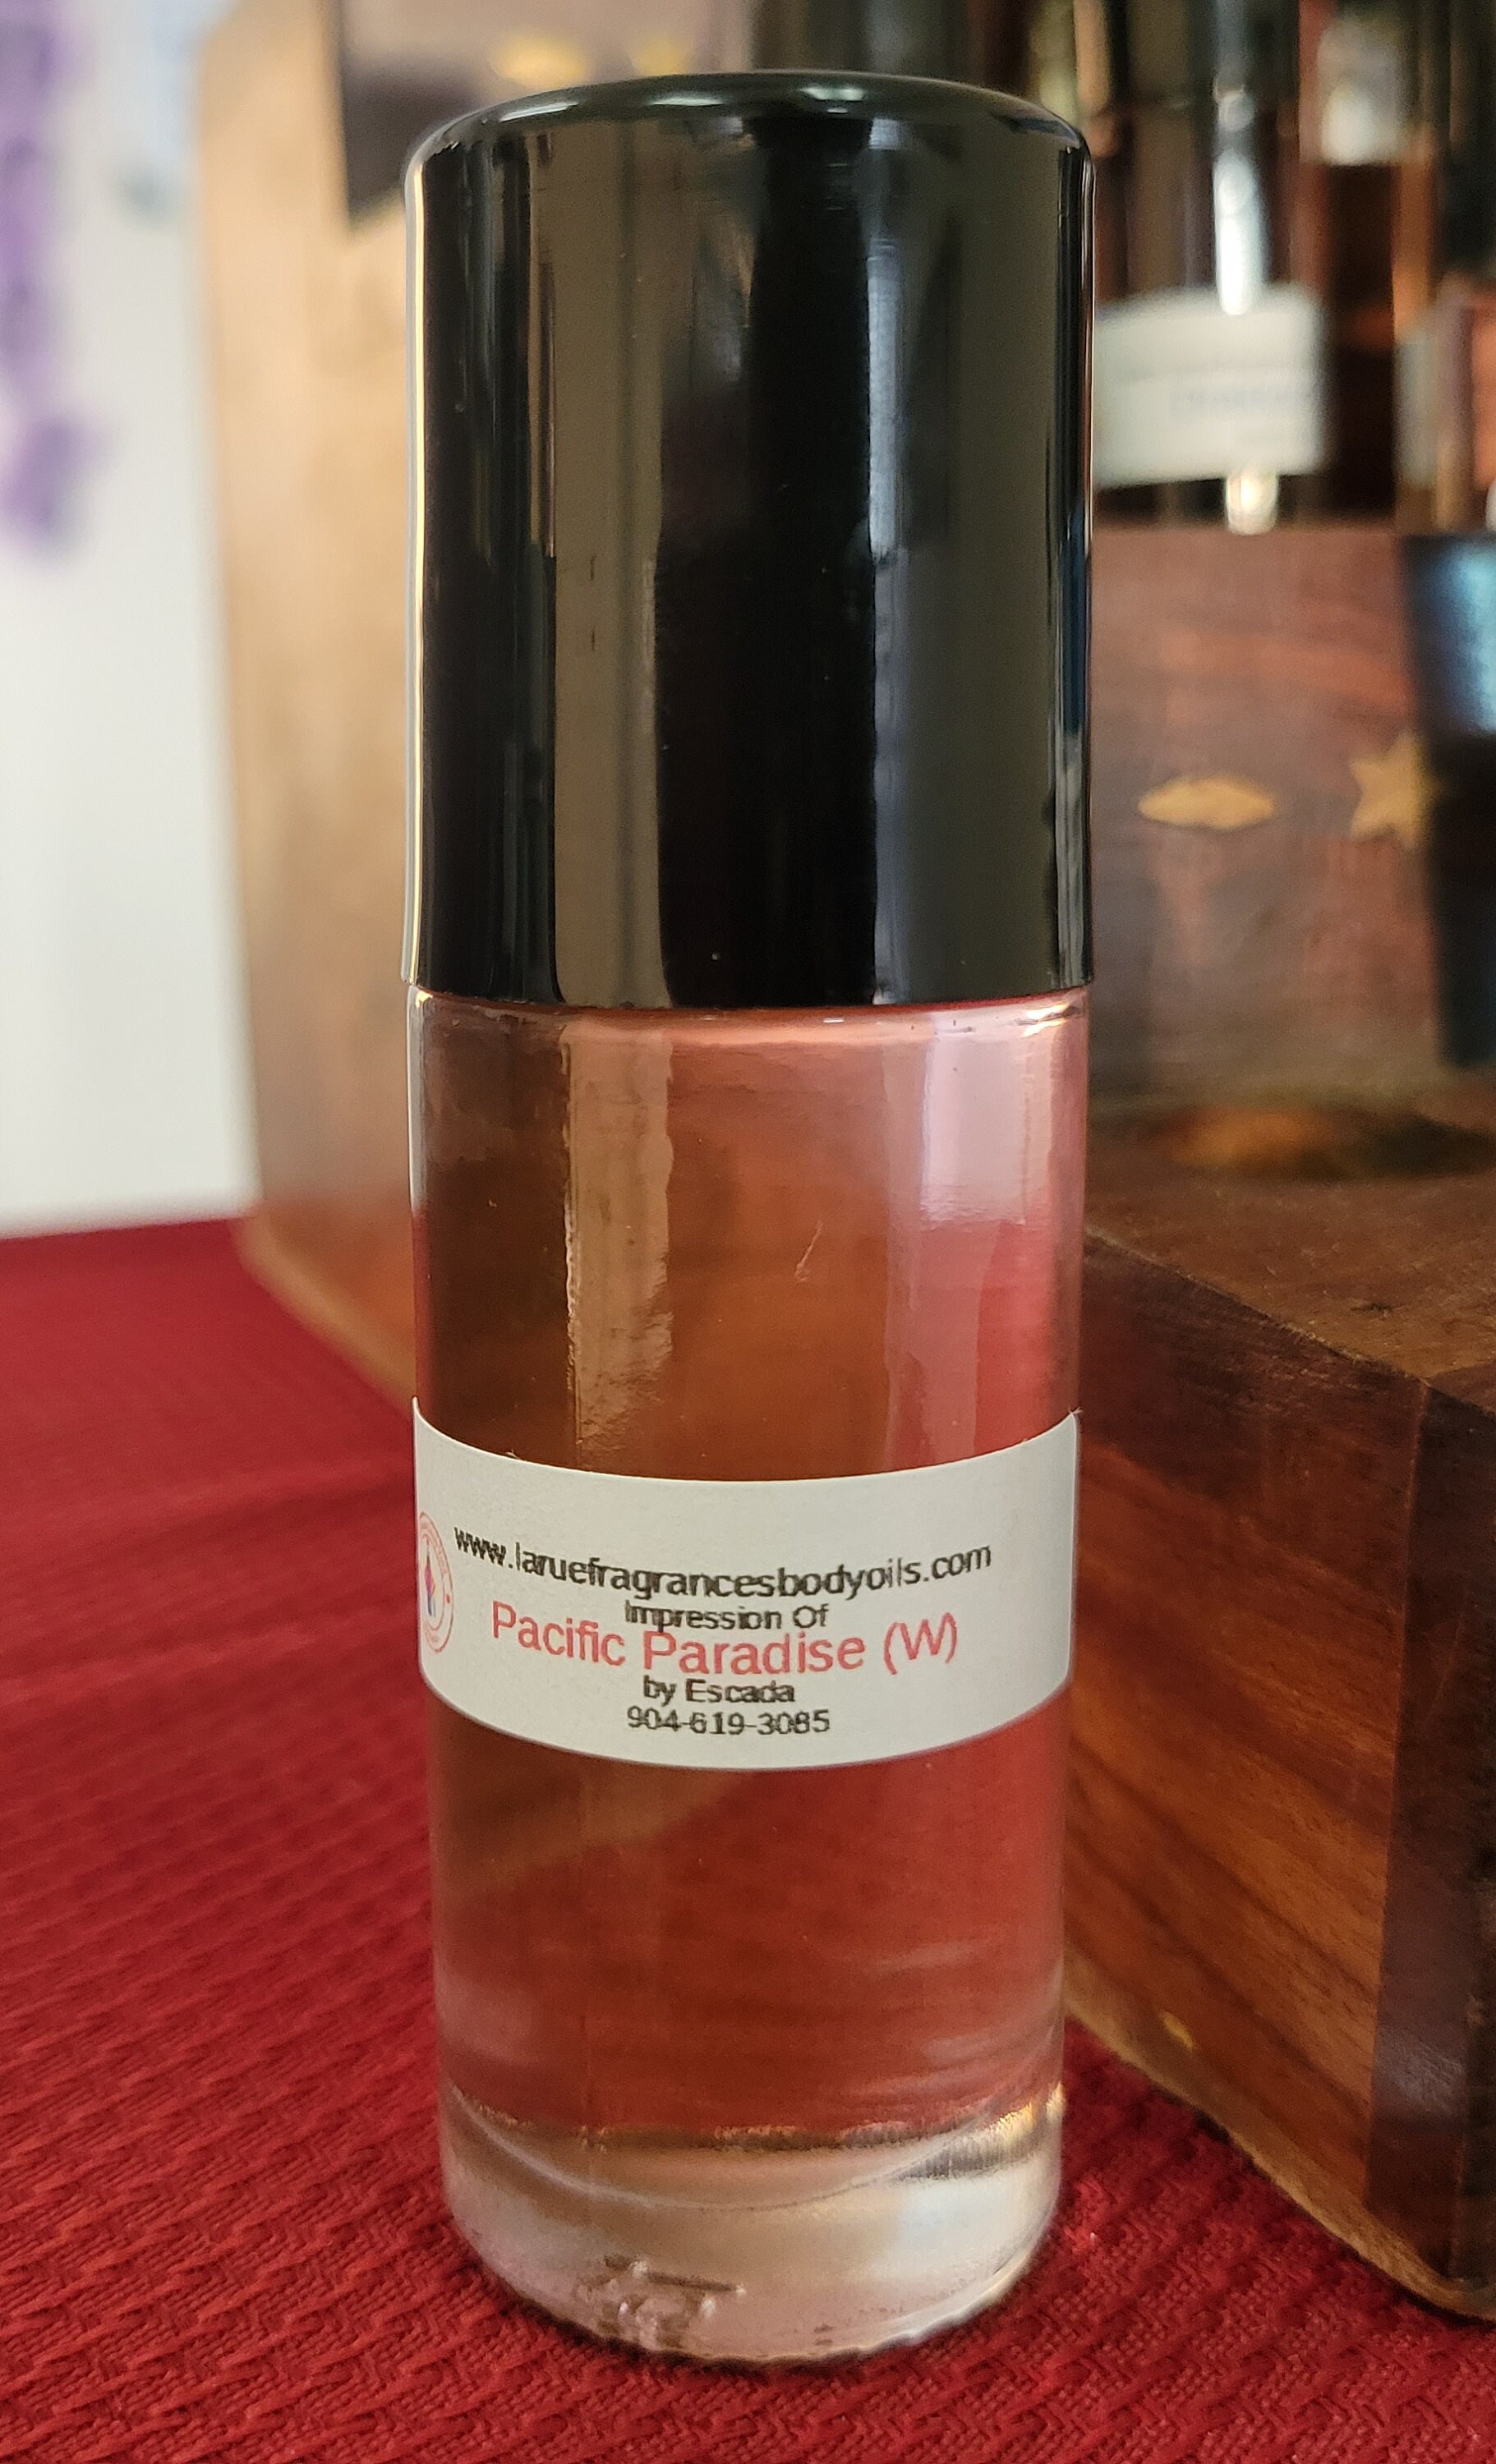 www.laruefragrancesbodyoils.com
Impression Of
Pacific Paradise (W)
by Escada
904-619-3085